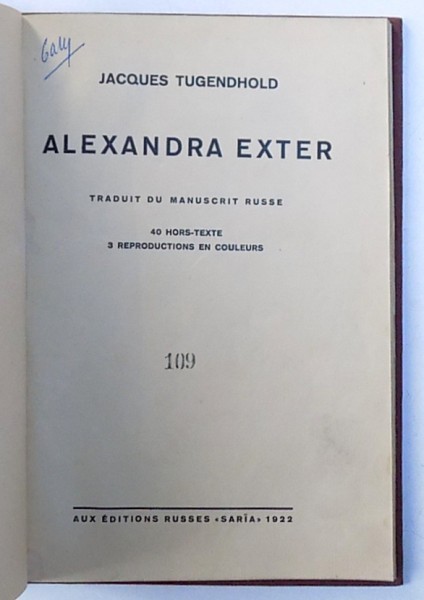 JACQUES TUGENDHOLD
ALEXANDRA EXTER
TRADUIT DU MANUSCRIT RUSSE
40 HORS-TEXTE
3 REPRODUCTIONS EN COULEURS
109
AUX ÉDITIONS RUSSES «SARÏA» 1922